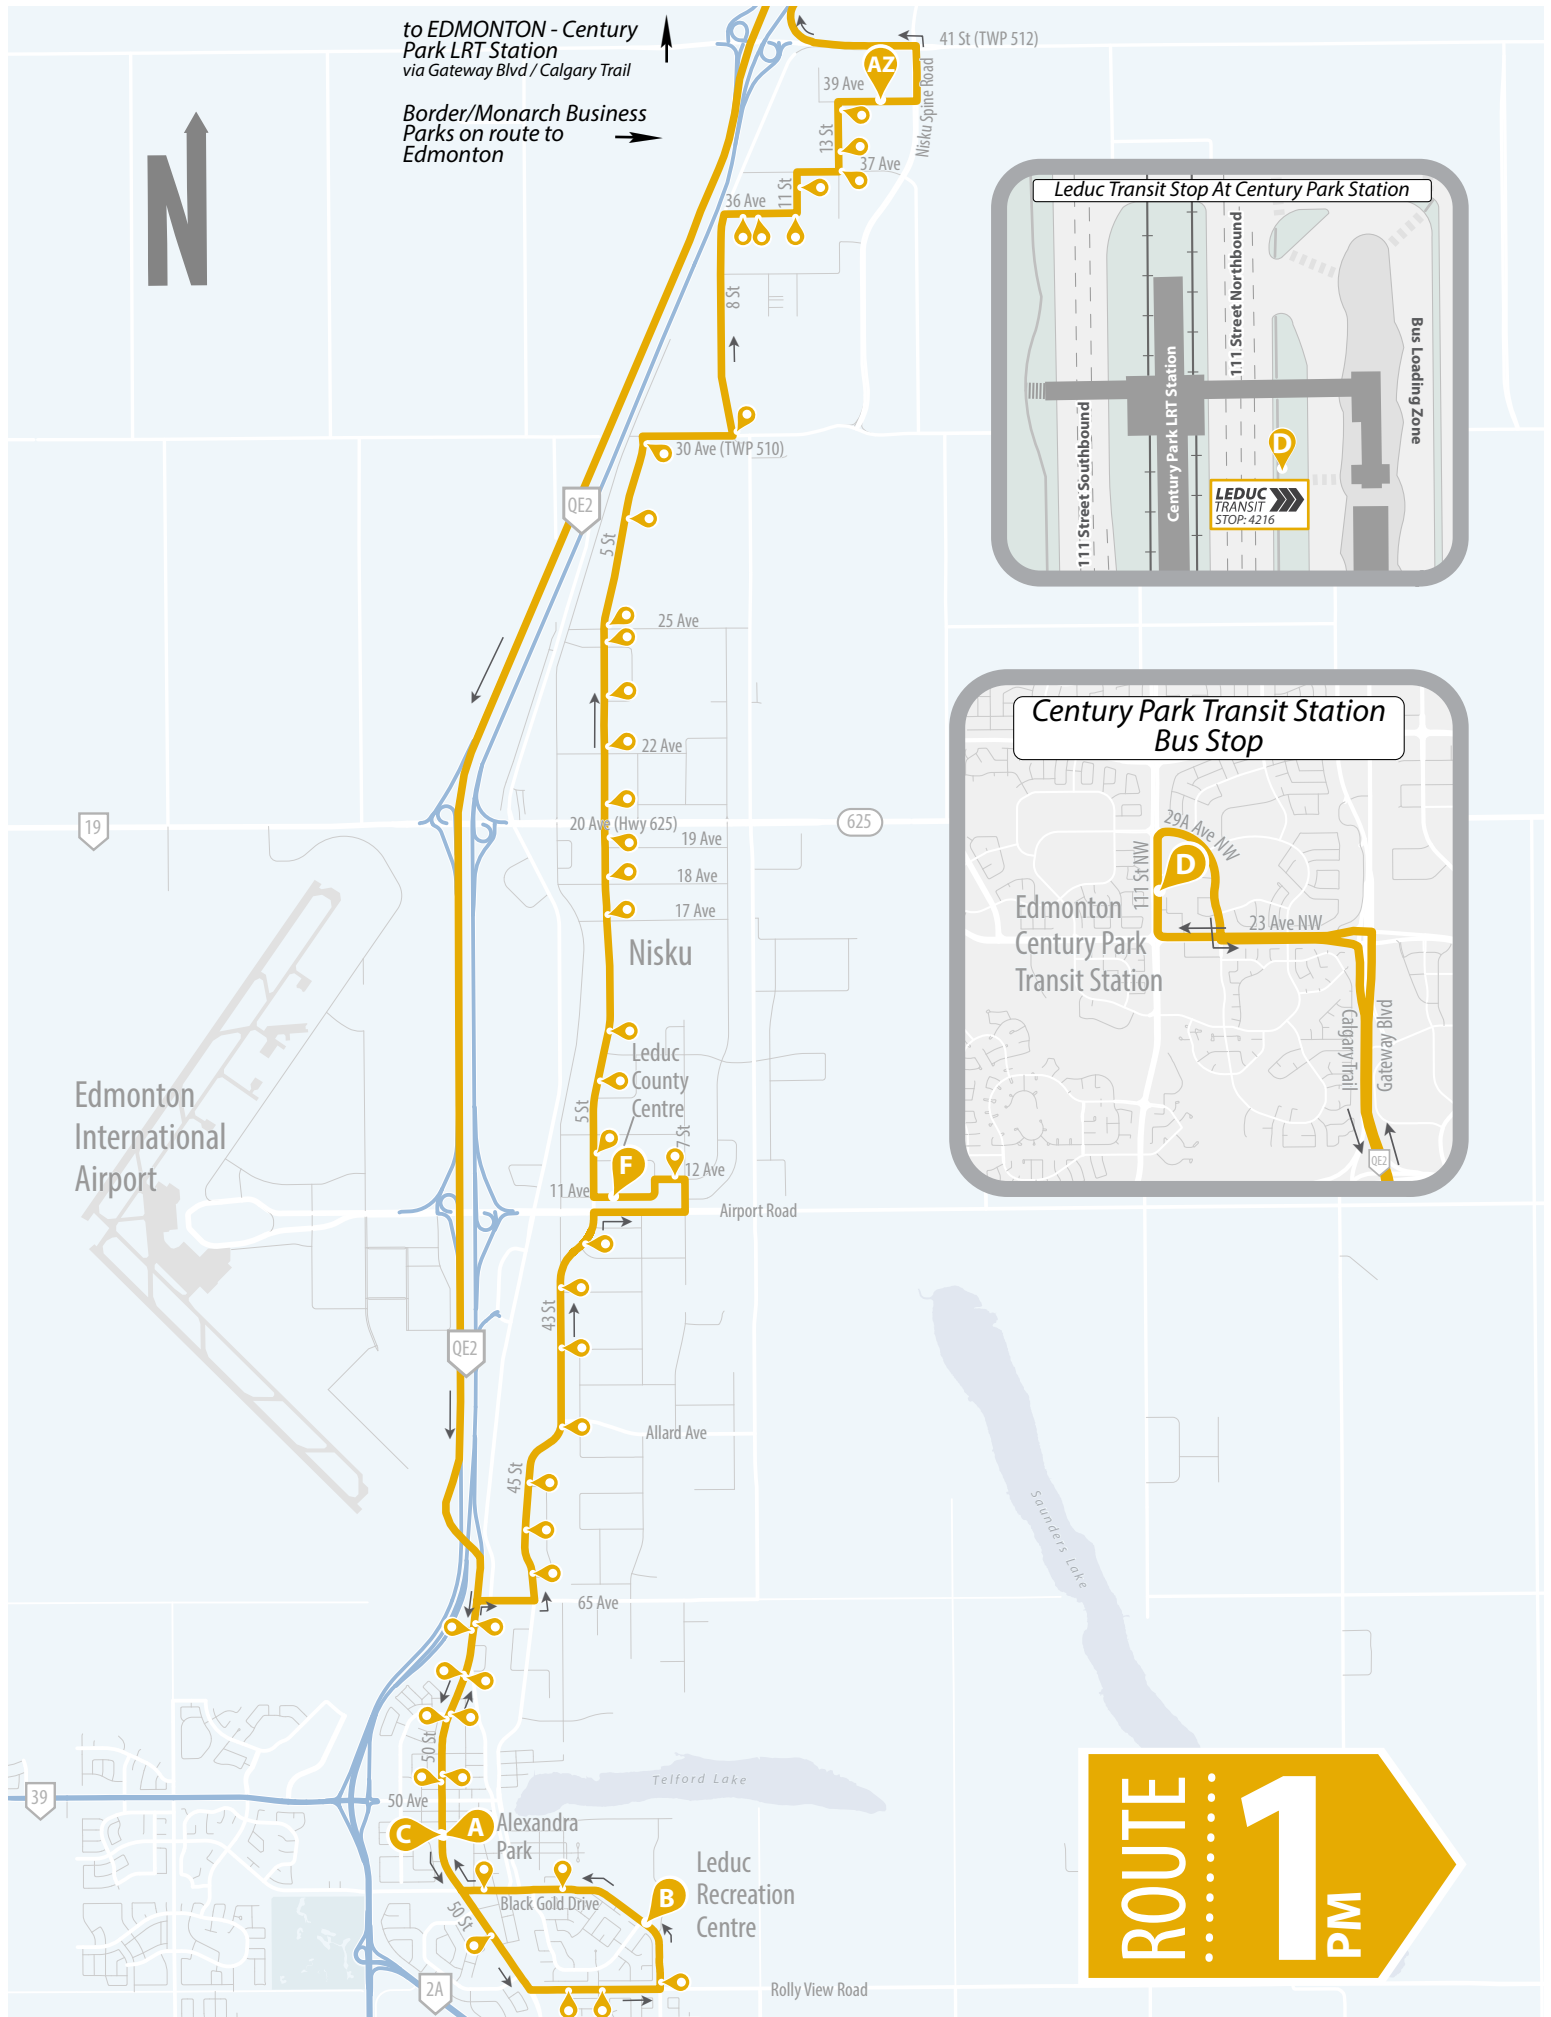 to EDMONTON - Century
Park LRT Station
via Gateway Blvd / Calgary Trail
Border/Monarch Business
Parks on route to
Edmonton
N
41 St (TWP 512)
AZ
39 Ave
Nisku Spine Road
13 St
37 Ave
11 St
36 Ave
8 St
30 Ave (TWP 510)
QE2
5 St
25 Ave
22 Ave
19
20 Ave (Hwy 625)
625
19 Ave
18 Ave
17 Ave
Nisku
Leduc
County
Centre
5 St
7 St
F
12 Ave
11 Ave
Airport Road
Edmonton
International
Airport
43 St
QE2
Allard Ave
45 St
65 Ave
Saunders Lake
50 St
Telford Lake
39
50 Ave
C
A
Alexandra
Park
Leduc
Recreation
Centre
B
Black Gold Drive
50 St
2A
Rolly View Road
Leduc Transit Stop At Century Park Station
111 Street Northbound
111 Street Southbound
Century Park LRT Station
Bus Loading Zone
D
LEDUC
TRANSIT
STOP: 4216
Century Park Transit Station
Bus Stop
29A Ave NW
111 St NW
D
23 Ave NW
Edmonton
Century Park
Transit Station
Calgary Trail
Gateway Blvd
QE2
ROUTE
1
PM